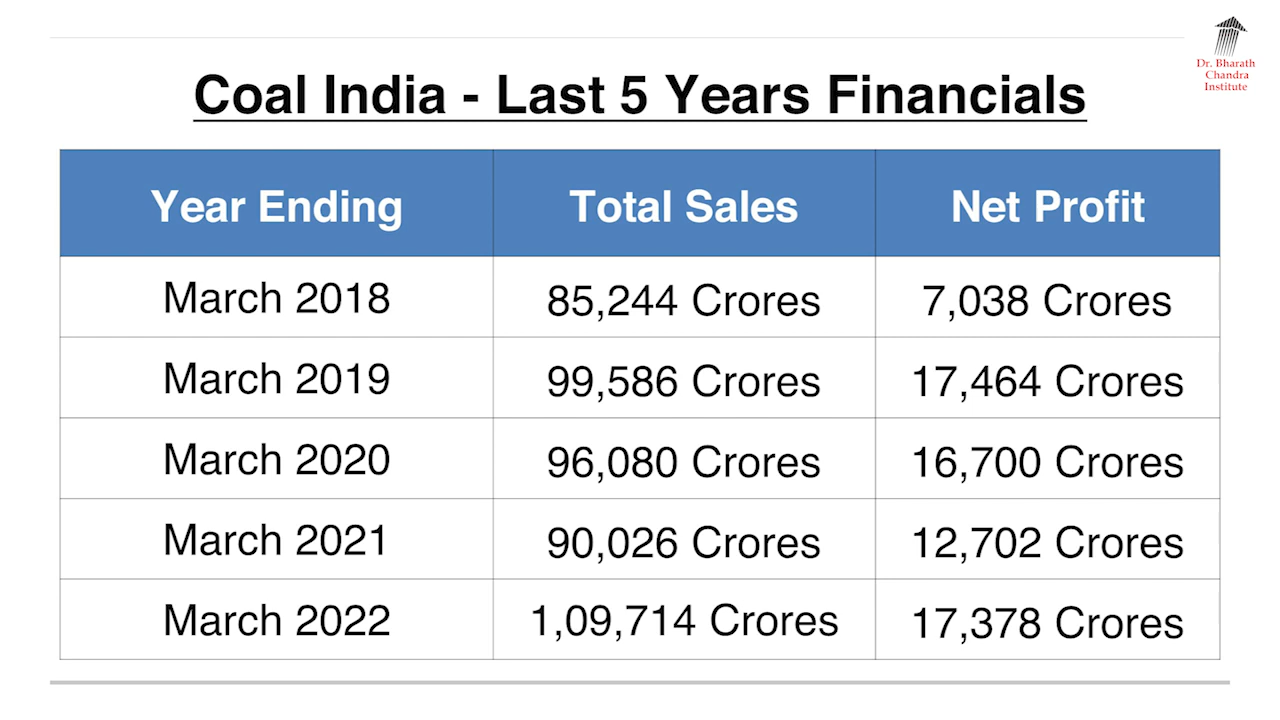 Dr. Bharath
Chandra
Institute
Coal India - Last 5 Years Financials
Year Ending Total Sales Net Profit
March 2018 85,244 Crores 7,038 Crores
March 2019 99,586 Crores 17,464 Crores
March 2020 96,080 Crores 16,700 Crores
March 2021 90,026 Crores 12,702 Crores
March 2022 1,09,714 Crores 17,378 Crores